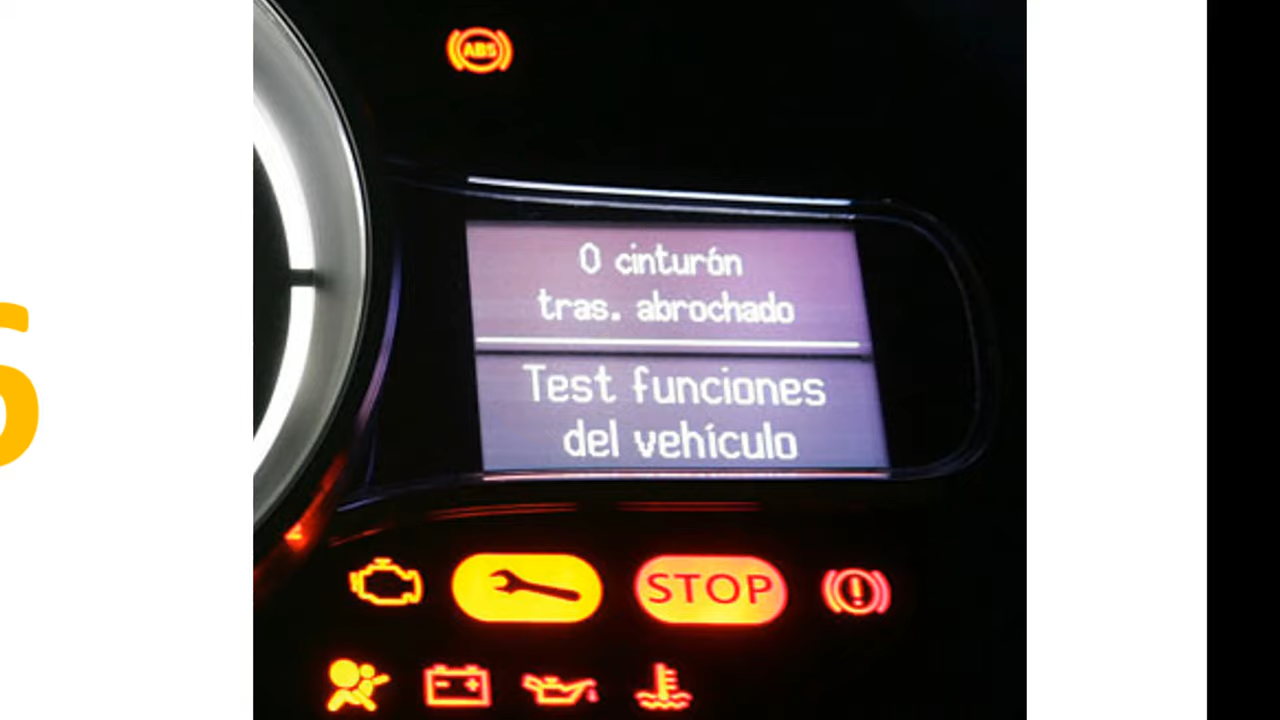 ABS
0 cinturón
tras. abrochado
Test funciones
del vehículo
STOP